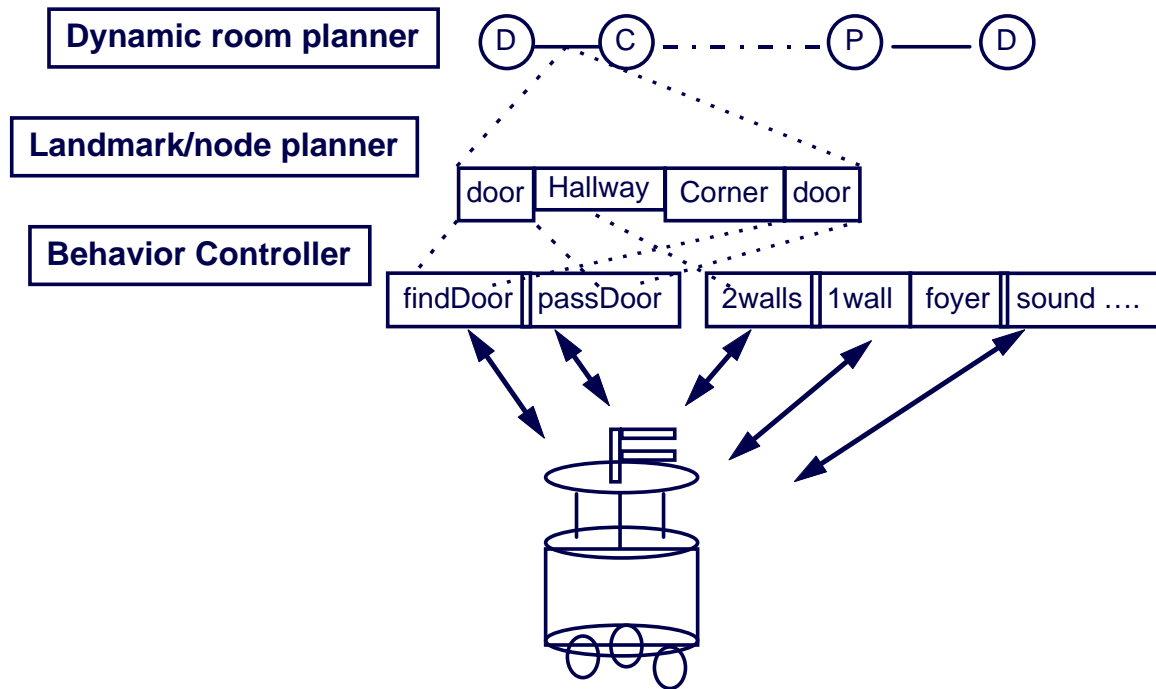 Dynamic room planner
D C P D
Landmark/node planner
door Hallway Corner door
Behavior Controller
findDoor passDoor 2walls 1wall foyer sound ....